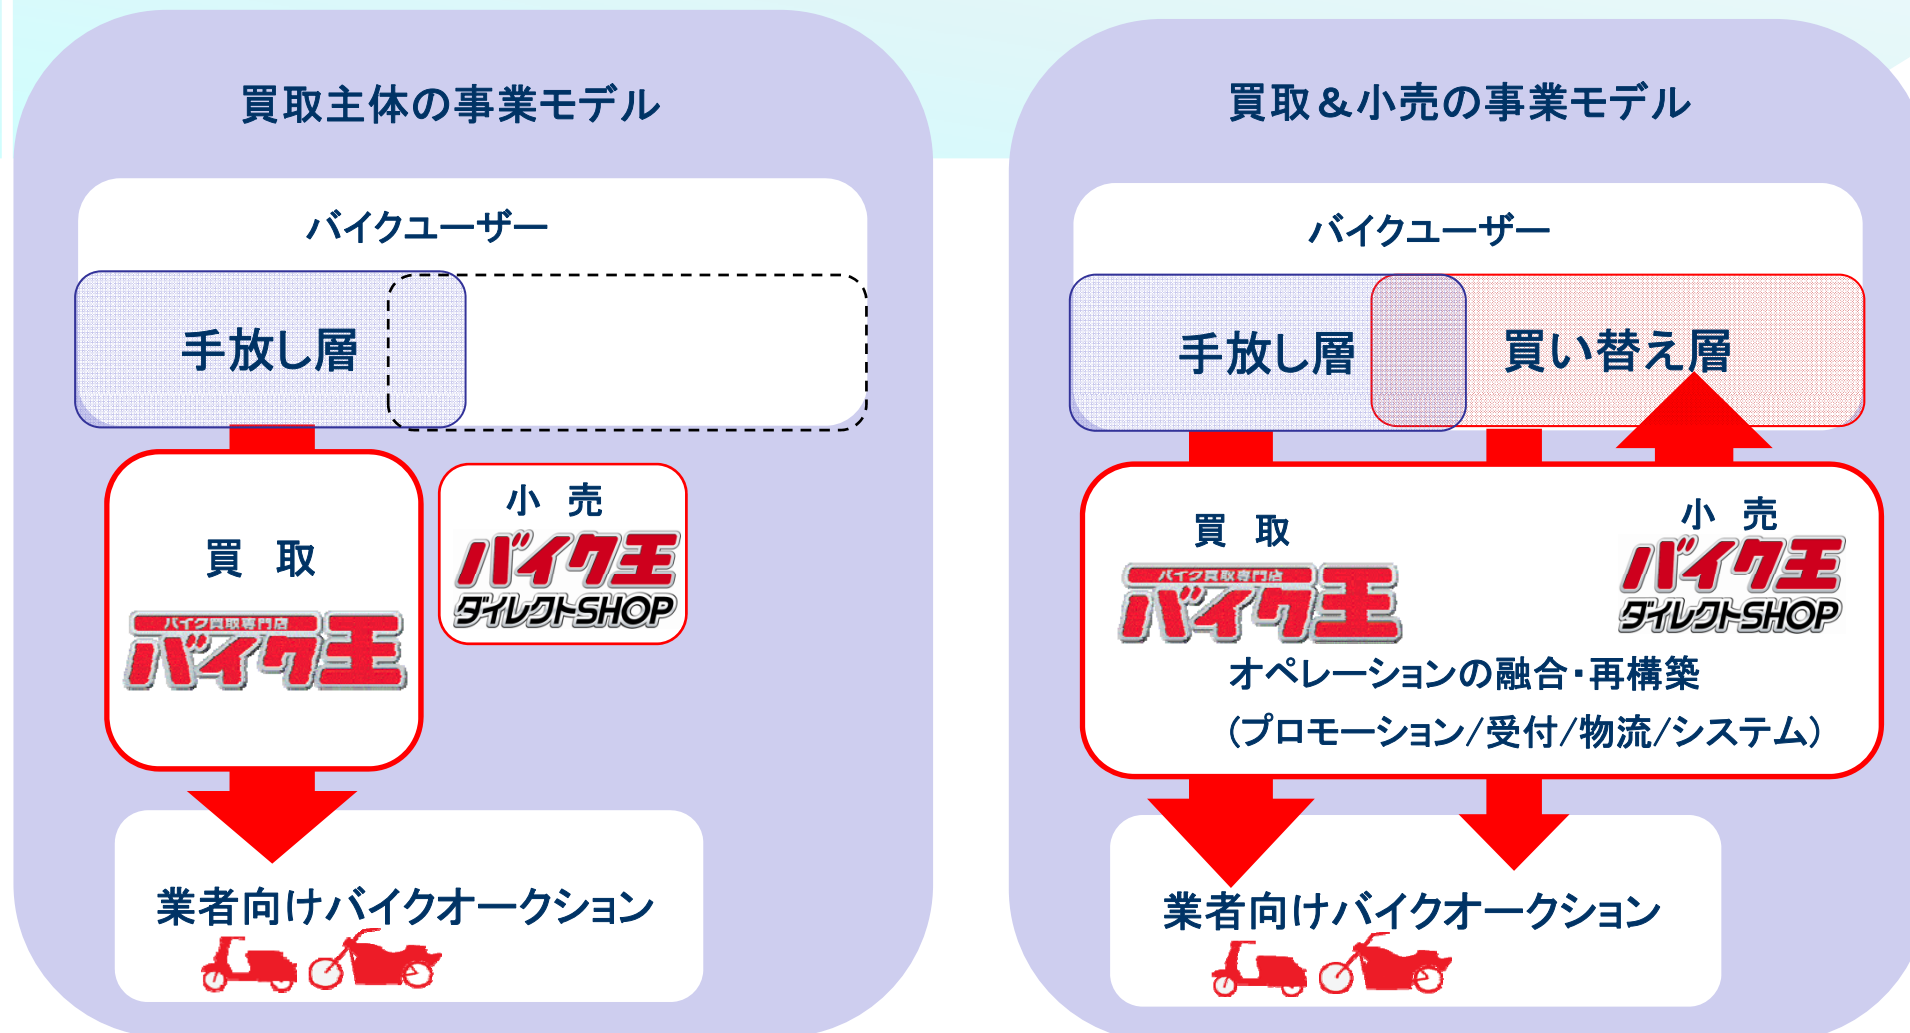 買取主体の事業モデル
バイクユーザー
手放し層
買 取
バイク買取専門店
バイク王
小 売
バイク王
ダイレクトSHOP
業者向けバイクオークション
買取&小売の事業モデル
バイクユーザー
手放し層
買い替え層
買 取
バイク買取専門店
バイク王
小 売
バイク王
ダイレクトSHOP
オペレーションの融合・再構築
(プロモーション/受付/物流/システム)
業者向けバイクオークション